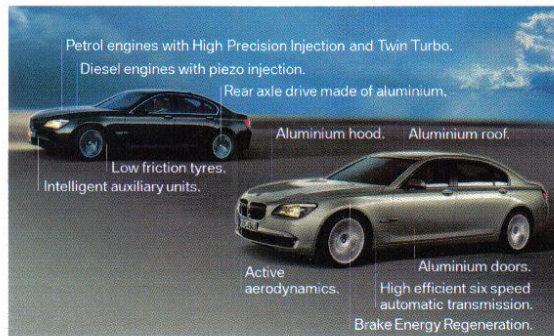 Petrol engines with High Precision Injection and Twin Turbo.
Diesel engines with piezo injection.
Rear axle drive made of aluminium.
Aluminium hood. Aluminium roof.
Low friction tyres.
Intelligent auxiliary units.
Active
aerodynamics.
Aluminium doors.
High efficient six speed
automatic transmission.
Brake Energy Regeneration.